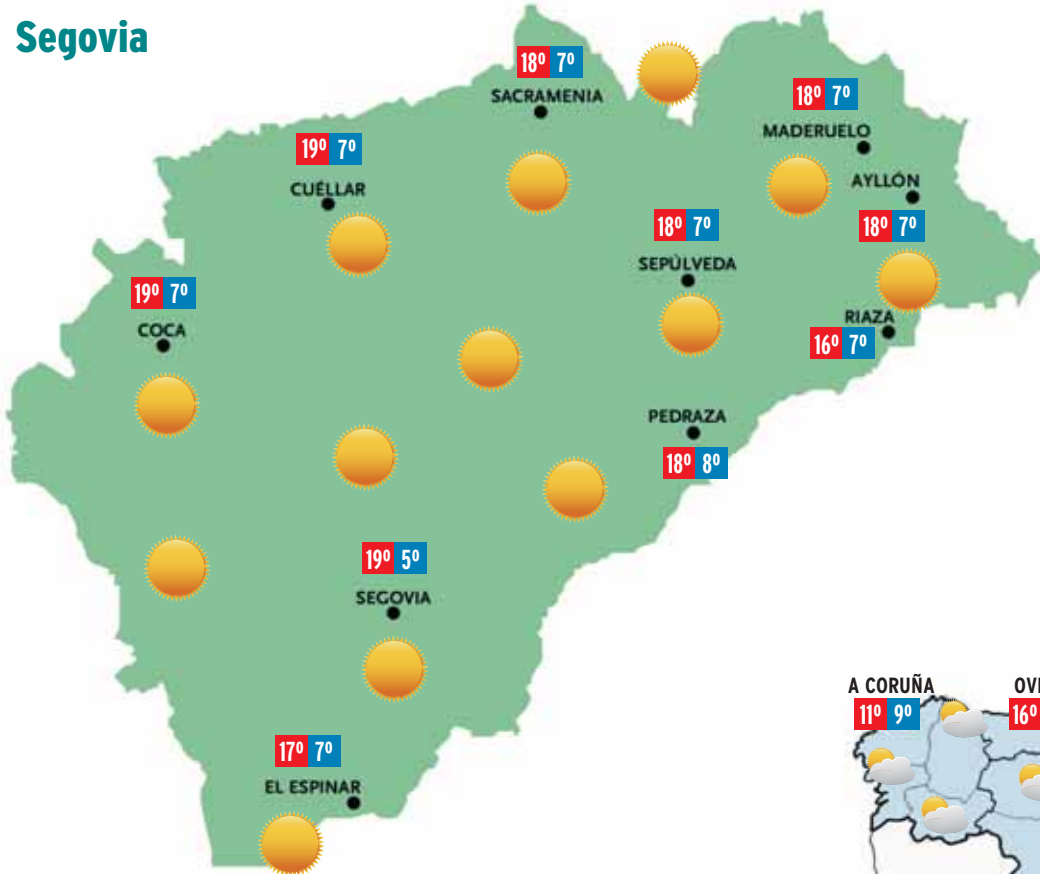 Segovia
18º 7º
SACRAMENIA
18º 7º
MADERUELO
19º 7º
CUÉLLAR
AYLLÓN
18º 7º
18º 7º
SEPÚLVEDA
19º 7º
COCA
RIAZA
16º 7º
PEDRAZA
18º 8º
19º 5º
SEGOVIA
17º 7º
EL ESPINAR
A CORUÑA
11º 9º
OVI
16º